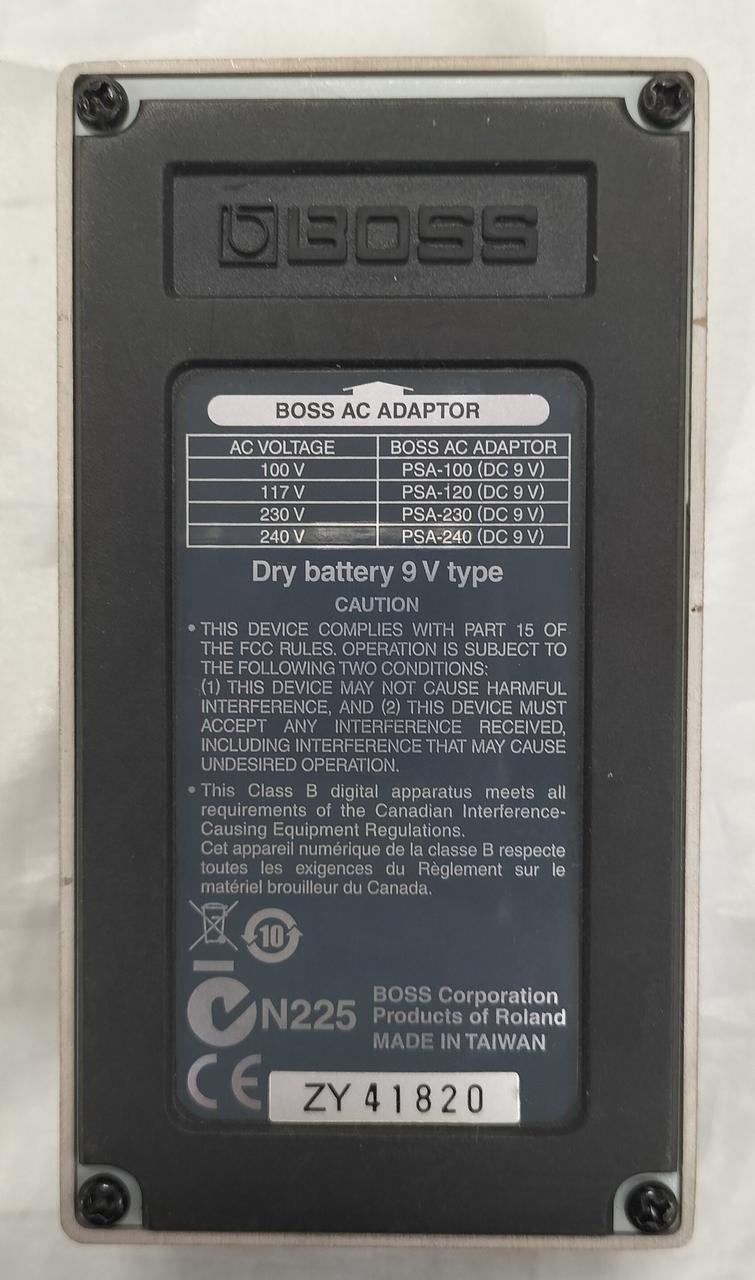 BOSS
BOSS AC ADAPTOR
AC VOLTAGE BOSS AC ADAPTOR
100 V PSA-100 (DC 9 V)
117 V PSA-120 (DC 9 V)
230 V PSA-230 (DC 9 V)
240 V PSA-240 (DC 9 V)
Dry battery 9 V type
CAUTION
• THIS DEVICE COMPLIES WITH PART 15 OF
THE FCC RULES. OPERATION IS SUBJECT TO
THE FOLLOWING TWO CONDITIONS:
(1) THIS DEVICE MAY NOT CAUSE HARMFUL
INTERFERENCE, AND (2) THIS DEVICE MUST
ACCEPT ANY INTERFERENCE RECEIVED,
INCLUDING INTERFERENCE THAT MAY CAUSE
UNDESIRED OPERATION.
• This Class B digital apparatus meets all
requirements of the Canadian Interference-
Causing Equipment Regulations.
Cet appareil numérique de la classe B respecte
toutes les exigences du Règlement sur le
matériel brouilleur du Canada.
10
N225
BOSS Corporation
Products of Roland
MADE IN TAIWAN
CE
ZY 41820